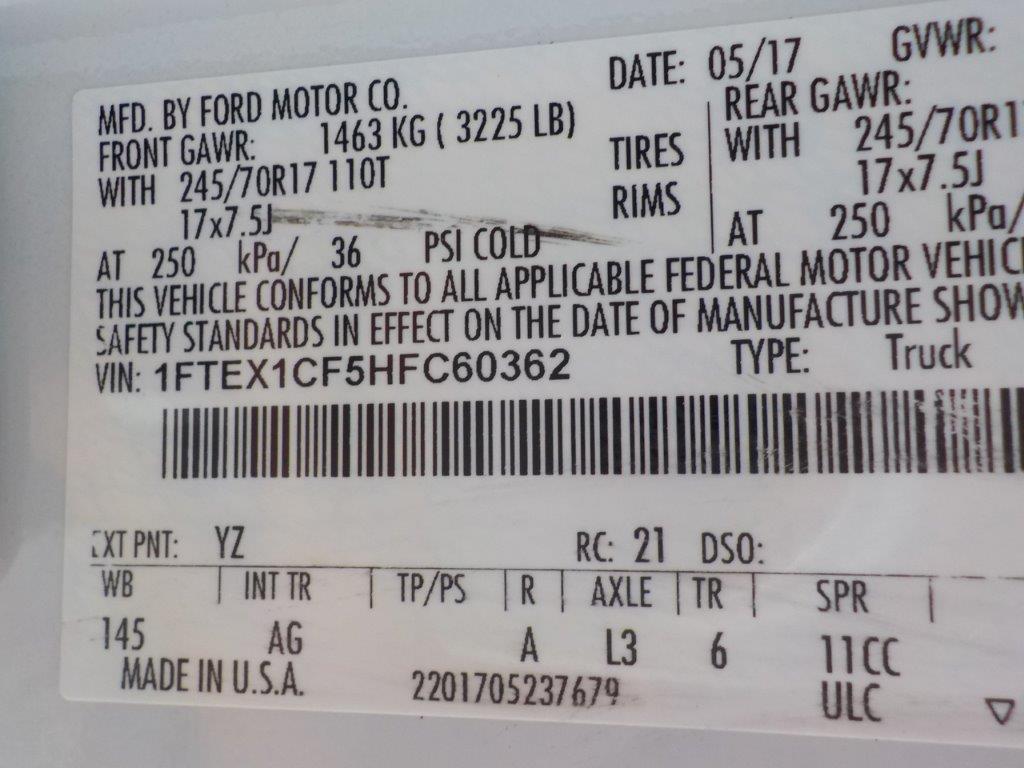 DATE: 05/17 GVWR:
MFD. BY FORD MOTOR CO.
FRONT GAWR: 1463 KG ( 3225 LB) REAR GAWR:
WITH 245/70R17 110T TIRES WITH 245/70R1
17x7.5J RIMS 17x7.5J
AT 250 kPa/ 36 PSI COLD AT 250 kPa/
THIS VEHICLE CONFORMS TO ALL APPLICABLE FEDERAL MOTOR VEHIC
SAFETY STANDARDS IN EFFECT ON THE DATE OF MANUFACTURE SHOW
VIN: 1FTEX1CF5HFC60362 TYPE: Truck
EXT PNT: YZ RC: 21 DSO:
WB INT TR TP/PS R AXLE TR SPR
145 AG A L3 6 11CC
MADE IN U.S.A. 2201705237679 ULC